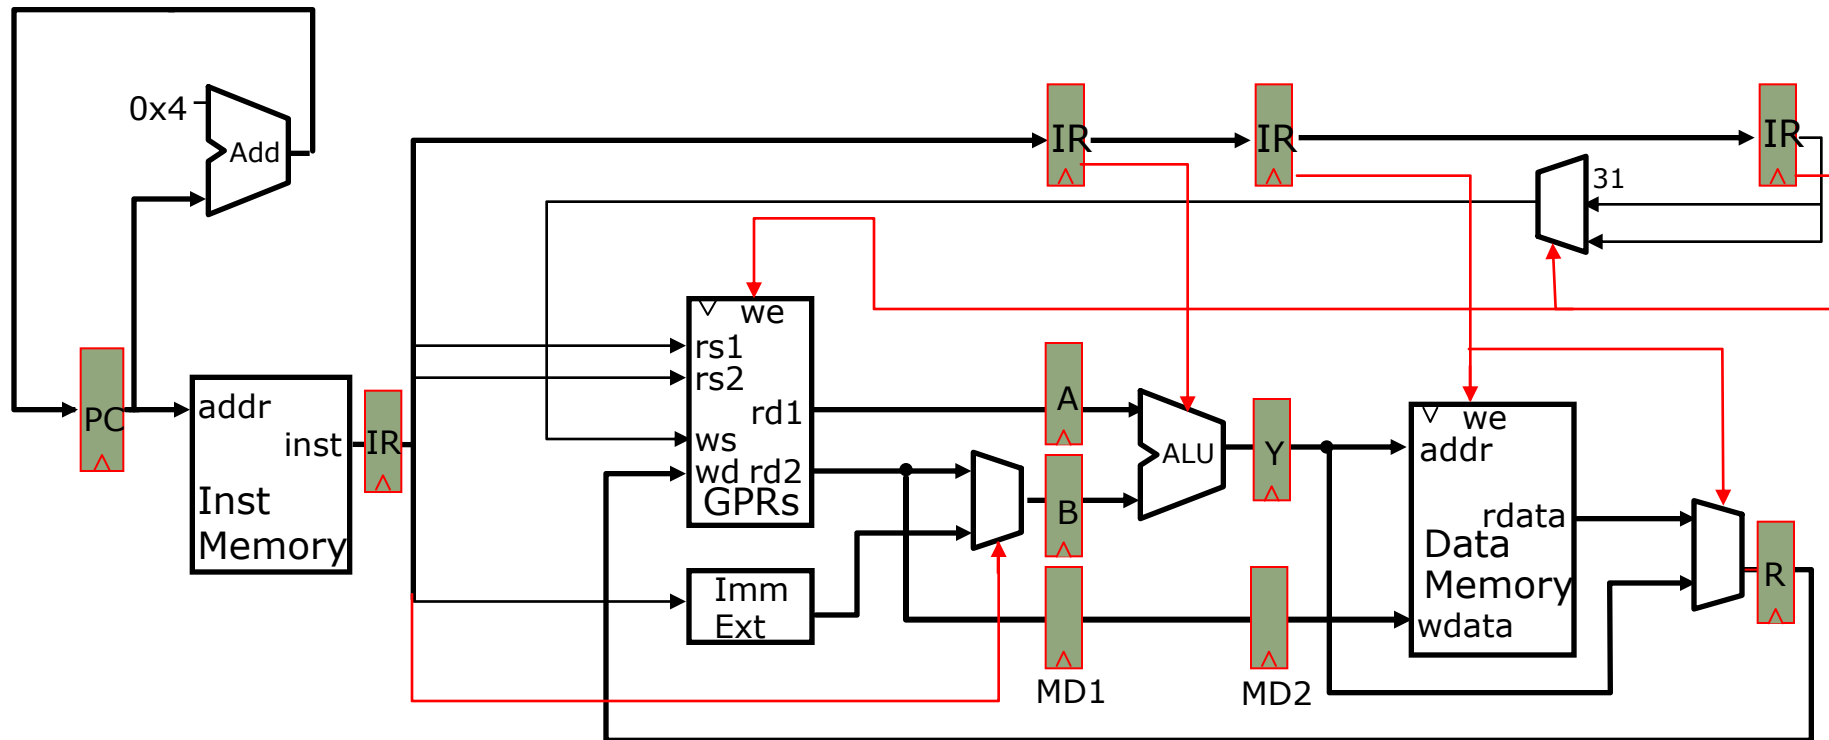 0x4
Add
IR
IR
IR
31
we
rs1
rs2
rd1
ws
wd rd2
GPRs
PC
addr
inst
IR
Inst
Memory
A
B
ALU
Y
we
addr
rdata
Data
Memory
wdata
R
Imm
Ext
MD1
MD2